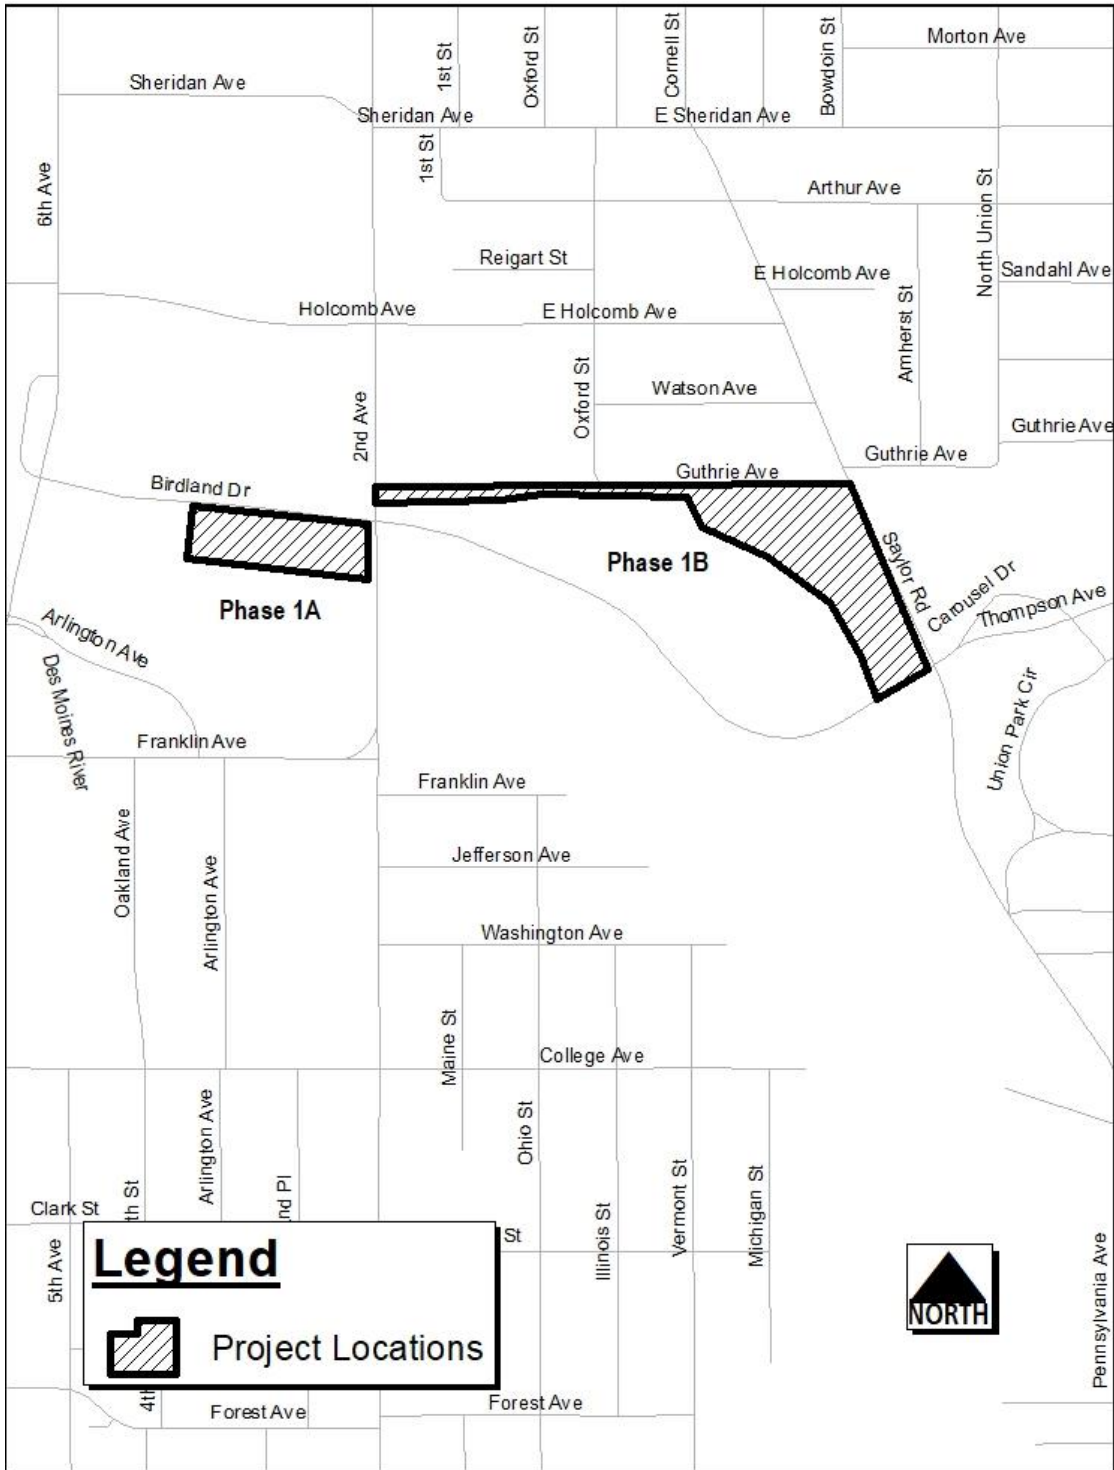 Morton Ave
1st St
Oxford St
Cornell St
Bowdoin St
Sheridan Ave
Sheridan Ave
E Sheridan Ave
1st St
6th Ave
Arthur Ave
North Union St
Reigart St
E Holcomb Ave
Sandahl Ave
Holcomb Ave
E Holcomb Ave
Amherst St
Watson Ave
Oxford St
2nd Ave
Guthrie Ave
Guthrie Ave
Guthrie Ave
Birdland Dr
Phase 1B
Saylor Rd
Carousel Dr
Thompson Ave
Phase 1A
Arlington Ave
Des Moines River
Union Park Cir
Franklin Ave
Franklin Ave
Oakland Ave
Arlington Ave
Jefferson Ave
Washington Ave
Maine St
College Ave
Ohio St
Arlington Ave
nd Pl
th St
Clark St
5th Ave
St
Illinois St
Vermont St
Michigan St
Pennsylvania Ave
Legend
Project Locations
NORTH
4th
Forest Ave
Forest Ave